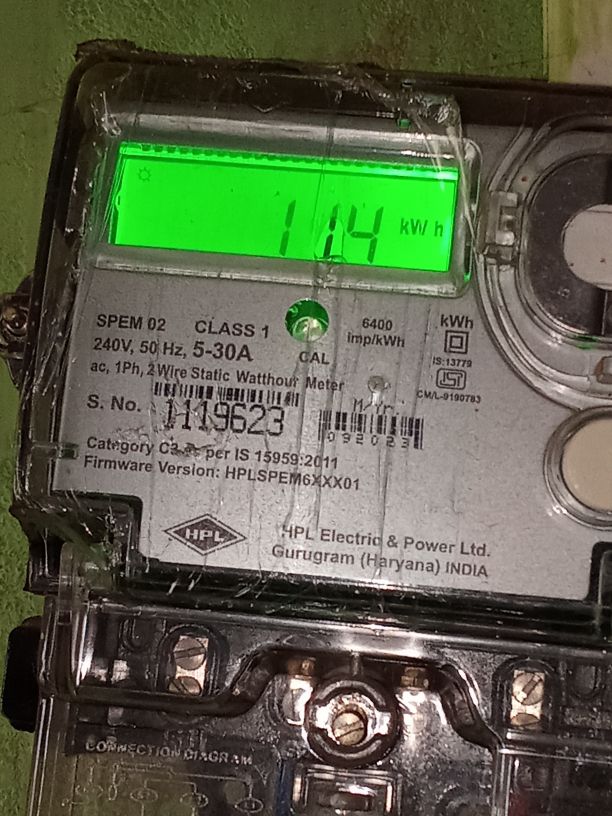 114 kWh
SPEM 02 CLASS 1
240V, 50 Hz, 5-30A
CAL
6400
imp/kWh
kWh
IS:13779
CM/L-9190783
ac, 1Ph, 2 Wire Static Watthour Meter
S. No. 1119623
M/Yr.
092023
Category per IS 15959:2011
Firmware Version: HPLSPEM6XXX01
HPL
HPL Electric & Power Ltd.
Gurugram (Haryana) INDIA
CONNECTION DIAGRAM